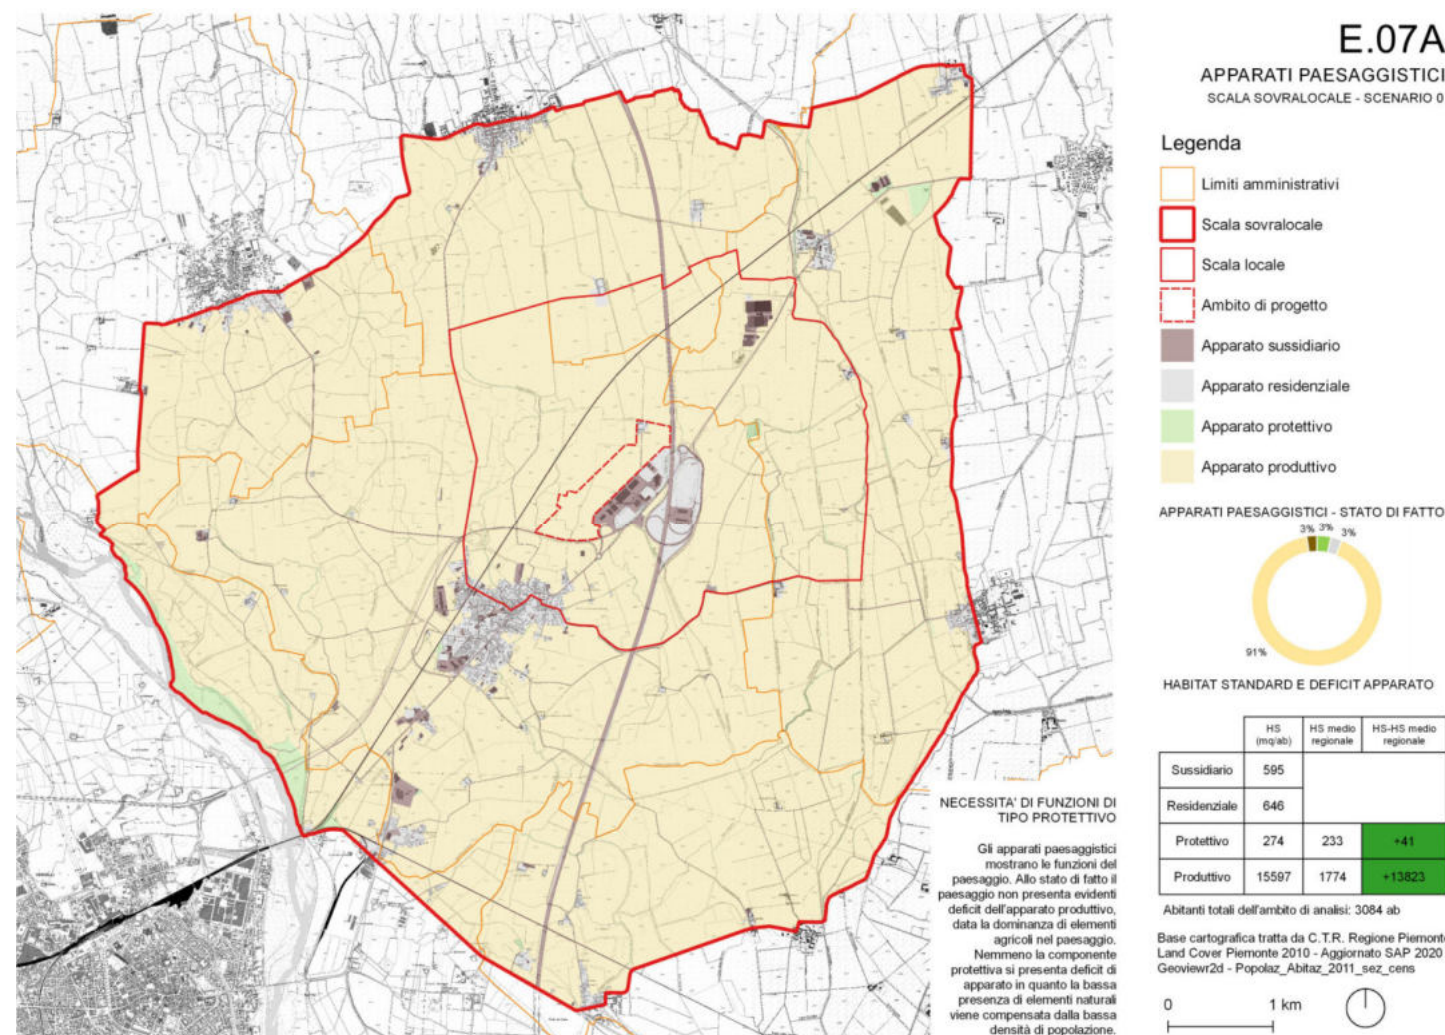 E.07A
APPARATI PAESAGGISTICI
SCALA SOVRALOCALE - SCENARIO 0
Legenda
Limiti amministrativi
Scala sovralocale
Scala locale
Ambito di progetto
Apparato sussidiario
Apparato residenziale
Apparato protettivo
Apparato produttivo
APPARATI PAESAGGISTICI - STATO DI FATTO
3% 3% 3%
91%
HABITAT STANDARD E DEFICIT APPARATO
HS (mq/ab) HS medio regionale HS-HS medio regionale
Sussidiario 595
Residenziale 646
Protettivo 274 233 +41
Produttivo 15597 1774 +13823
Abitanti totali dell'ambito di analisi: 3084 ab
Base cartografica tratta da C.T.R. Regione Piemonte
Land Cover Piemonte 2010 - Aggiornato SAP 2020
Geoviewr2d - Popolaz_Abitaz_2011_sez_cens
0 1 km
NECESSITA' DI FUNZIONI DI
TIPO PROTETTIVO
Gli apparati paesaggistici
mostrano le funzioni del
paesaggio. Allo stato di fatto il
paesaggio non presenta evidenti
deficit dell'apparato produttivo,
data la dominanza di elementi
agricoli nel paesaggio.
Nemmeno la componente
protettiva si presenta deficit di
apparato in quanto la bassa
presenza di elementi naturali
viene compensata dalla bassa
densità di popolazione.